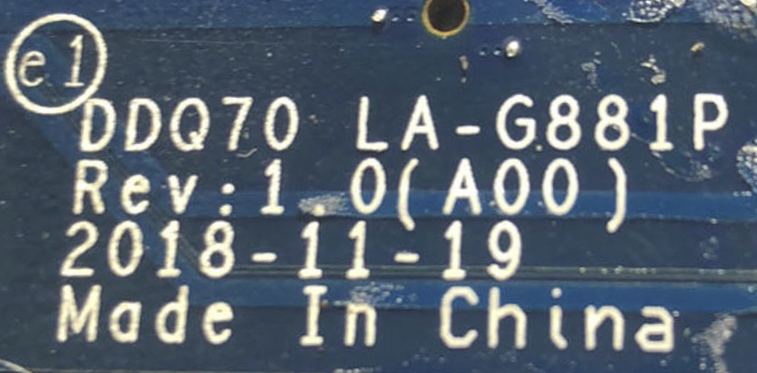 e1
DDQ70 LA-G881P
Rev:1.0(A00)
2018-11-19
Made In China